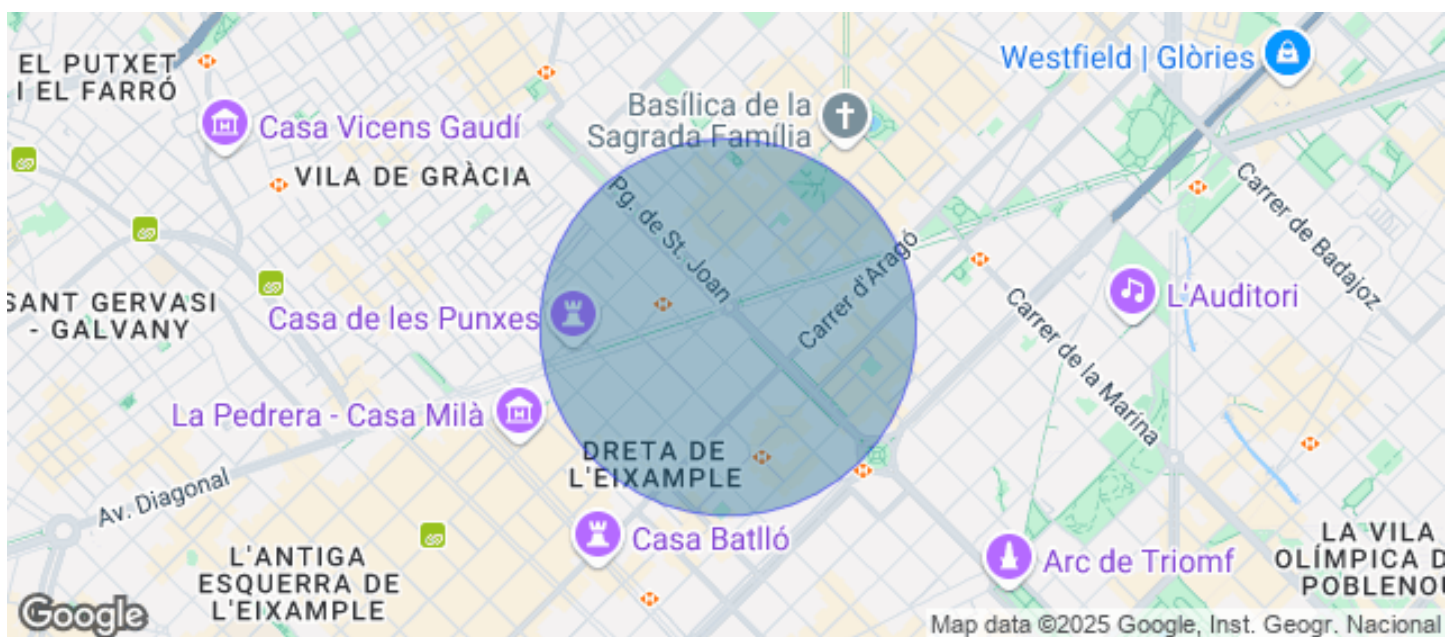 EL PUTXET
I EL FARRÓ
Westfield | Glòries
Basílica de la
Sagrada Família
Casa Vicens Gaudí
VILA DE GRÀCIA
Pg. de St. Joan
Carrer de Badajoz
Carrer d'Aragó
SANT GERVASI
- GALVANY
Casa de les Punxes
L'Auditori
Carrer de la Marina
La Pedrera - Casa Milà
DRETA DE
L'EIXAMPLE
Av. Diagonal
Casa Batlló
L'ANTIGA
ESQUERRA DE
L'EIXAMPLE
Arc de Triomf
LA VILA
OLÍMPICA D
POBLENOU
Google
Map data ©2025 Google, Inst. Geogr. Nacional